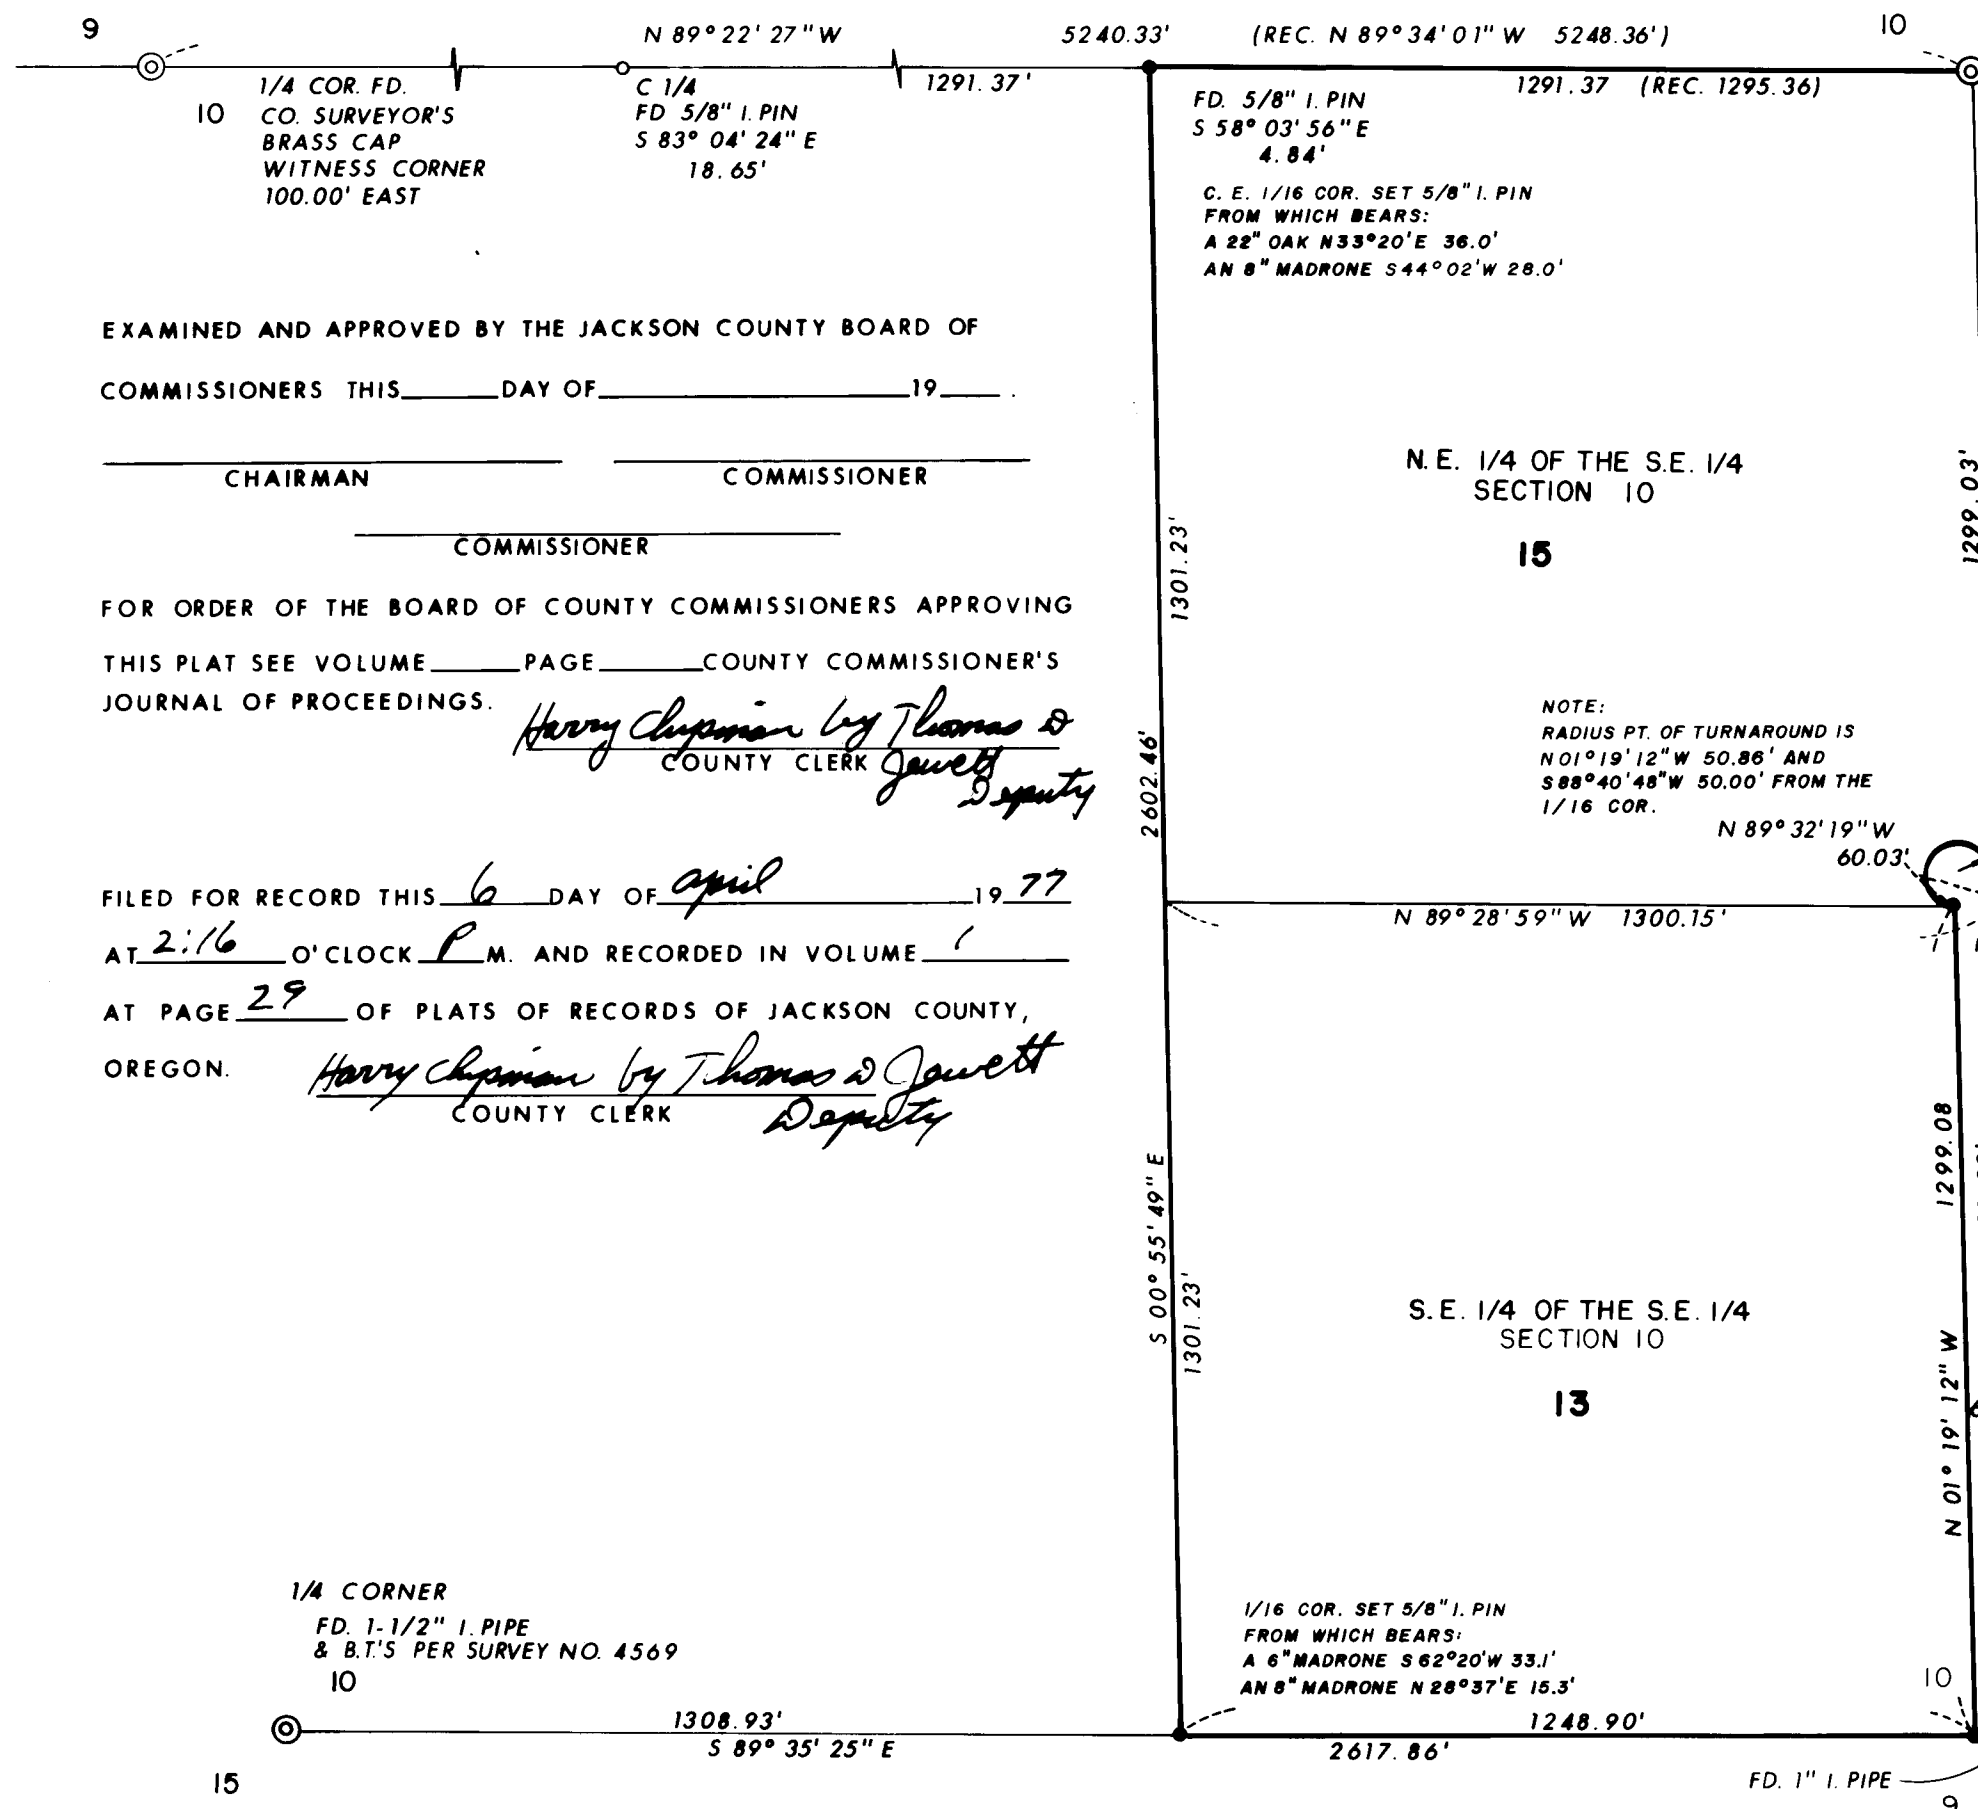 9
N 89° 22' 27" W 5240.33' (REC. N 89° 34' 01" W 5248.36')
10
1/4 COR. FD.
10 CO. SURVEYOR'S
BRASS CAP
WITNESS CORNER
100.00' EAST
C 1/4
FD 5/8" I. PIN
S 83° 04' 24" E
18.65'
1291.37'
1291.37 (REC. 1295.36)
FD. 5/8" I. PIN
S 58° 03' 56" E
4.84'
C. E. 1/16 COR. SET 5/8" I. PIN
FROM WHICH BEARS:
A 22" OAK N33°20'E 36.0'
AN 8" MADRONE S44°02'W 28.0'
EXAMINED AND APPROVED BY THE JACKSON COUNTY BOARD OF
COMMISSIONERS THIS DAY OF 19 .
CHAIRMAN COMMISSIONER
COMMISSIONER
FOR ORDER OF THE BOARD OF COUNTY COMMISSIONERS APPROVING
THIS PLAT SEE VOLUME PAGE COUNTY COMMISSIONER'S
JOURNAL OF PROCEEDINGS.
Harry Chipman by Thomas D
COUNTY CLERK Jewett
Deputy
FILED FOR RECORD THIS 6 DAY OF april 19 77
AT 2:16 O'CLOCK P M. AND RECORDED IN VOLUME 1
AT PAGE 29 OF PLATS OF RECORDS OF JACKSON COUNTY,
OREGON. Harry Chipman by Thomas D Jewett
COUNTY CLERK Deputy
1301.23'
2602.46'
N.E. 1/4 OF THE S.E. 1/4
SECTION 10
15
1299.03'
NOTE:
RADIUS PT. OF TURNAROUND IS
N01°19'12"W 50.86' AND
S88°40'48"W 50.00' FROM THE
1/16 COR.
N 89° 32' 19" W
60.03'
N 89° 28' 59" W 1300.15'
S 00° 55' 49" E
1301.23'
S.E. 1/4 OF THE S.E. 1/4
SECTION 10
13
1299.08
N 01° 19' 12" W
1/4 CORNER
FD. 1-1/2" I. PIPE
& B.T.'S PER SURVEY NO. 4569
10
1308.93'
S 89° 35' 25" E
15
1/16 COR. SET 5/8" I. PIN
FROM WHICH BEARS:
A 6" MADRONE S 62°20'W 33.1'
AN 8" MADRONE N 28°37'E 15.3'
10
1248.90'
2617.86'
FD. 1" I. PIPE